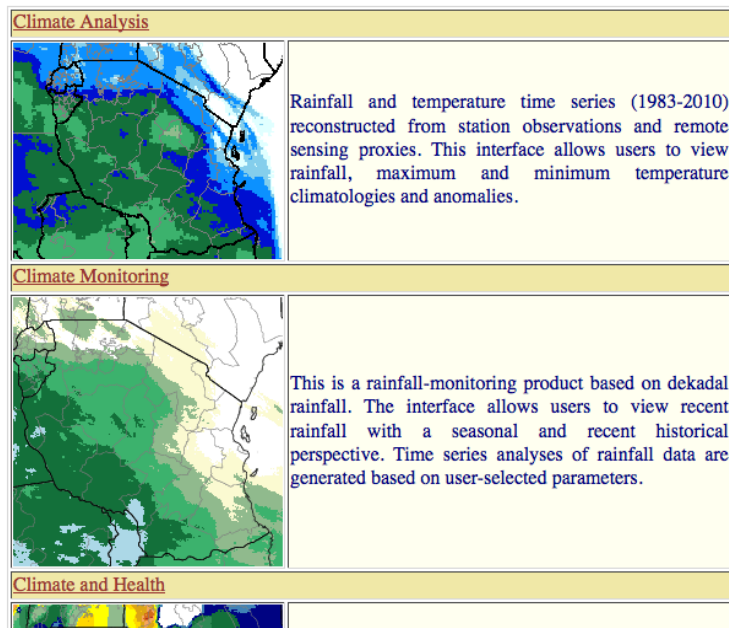 Climate Analysis
Rainfall and temperature time series (1983-2010)
reconstructed from station observations and remote
sensing proxies. This interface allows users to view
rainfall, maximum and minimum temperature
climatologies and anomalies.
Climate Monitoring
This is a rainfall-monitoring product based on dekadal
rainfall. The interface allows users to view recent
rainfall with a seasonal and recent historical
perspective. Time series analyses of rainfall data are
generated based on user-selected parameters.
Climate and Health